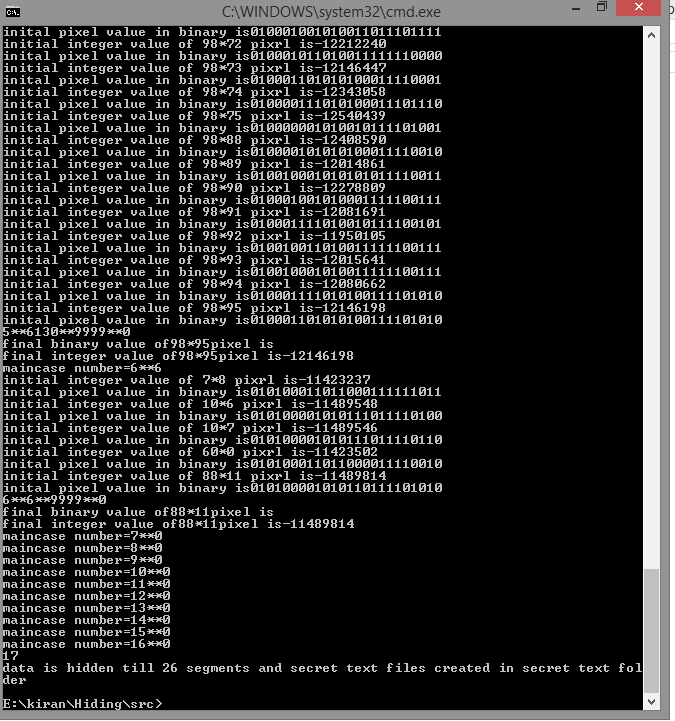 C:\WINDOWS\system32\cmd.exe
inital pixel value in binary is010001001010011011101111
initial integer value of 98*72 pixrl is-12212240
inital pixel value in binary is010001011010011111110000
initial integer value of 98*73 pixrl is-12146447
inital pixel value in binary is010001101010100011110001
initial integer value of 98*74 pixrl is-12343058
inital pixel value in binary is010000111010100011101110
initial integer value of 98*75 pixrl is-12540439
inital pixel value in binary is010000001010010111101001
initial integer value of 98*88 pixrl is-12408590
inital pixel value in binary is010000101010100011110010
initial integer value of 98*89 pixrl is-12014861
inital pixel value in binary is010010001010101011110011
initial integer value of 98*90 pixrl is-12278809
inital pixel value in binary is010001001010001111100111
initial integer value of 98*91 pixrl is-12081691
inital pixel value in binary is010001111010010111100101
initial integer value of 98*92 pixrl is-11950105
inital pixel value in binary is010010011010011111100111
initial integer value of 98*93 pixrl is-12015641
inital pixel value in binary is010010001010011111100111
initial integer value of 98*94 pixrl is-12080662
inital pixel value in binary is010001111010100111101010
initial integer value of 98*95 pixrl is-12146198
inital pixel value in binary is010001101010100111101010
5**6130**9999**0
final binary value of98*95pixel is
final integer value of98*95pixel is-12146198
maincase number=6**6
initial integer value of 7*8 pixrl is-11423237
inital pixel value in binary is010100011011000111111011
initial integer value of 10*6 pixrl is-11489548
inital pixel value in binary is010100001010111011110100
initial integer value of 10*7 pixrl is-11489546
inital pixel value in binary is010100001010111011110110
initial integer value of 60*0 pixrl is-11423502
inital pixel value in binary is010100011011000011110010
initial integer value of 88*11 pixrl is-11489814
inital pixel value in binary is010100001010110111101010
6**6**9999**0
final binary value of88*11pixel is
final integer value of88*11pixel is-11489814
maincase number=7**0
maincase number=8**0
maincase number=9**0
maincase number=10**0
maincase number=11**0
maincase number=12**0
maincase number=13**0
maincase number=14**0
maincase number=15**0
maincase number=16**0
17
data is hidden till 26 segments and secret text files created in secret text fol
der
E:\kiran\Hiding\src>